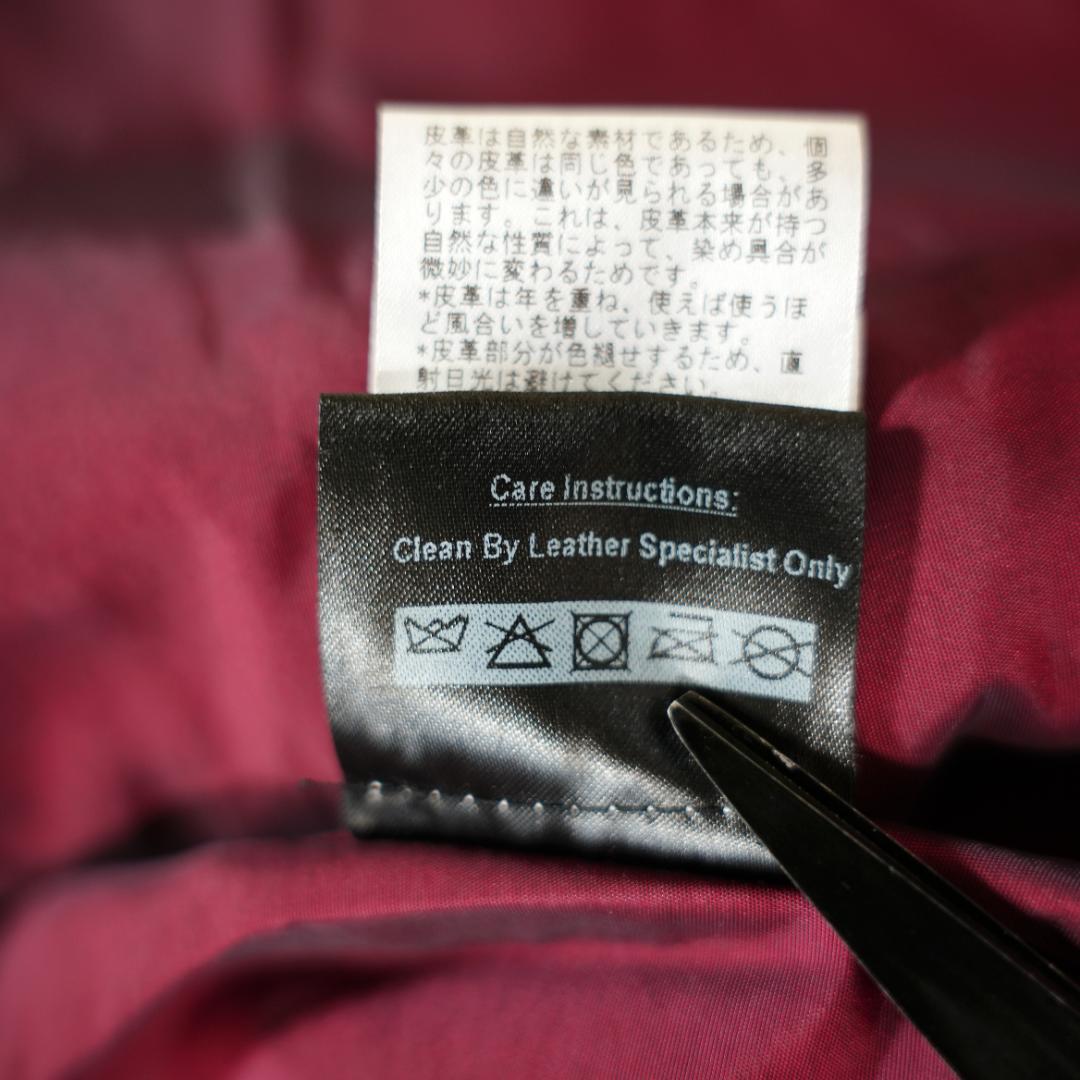 皮革は自然な素材であるため、個
々の皮革は同じ色であっても、多
少の色に違いが見られる場合があ
ります。これは、皮革本来が持つ
自然な性質によって、染め具合が
微妙に変わるためです。
*皮革は年を重ね、使えば使うほ
ど風合いを増していきます。
*皮革部分が色褪せするため、直
射日光は避けてください。
Care Instructions:
Clean By Leather Specialist Only